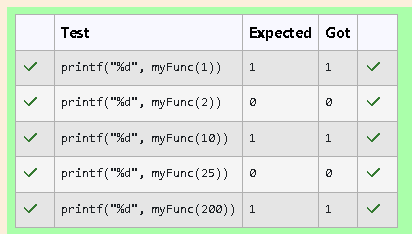 Test Expected Got
printf("%d", myFunc(1)) 1 1
printf("%d", myFunc(2)) 0 0
printf("%d", myFunc(10)) 1 1
printf("%d", myFunc(25)) 0 0
printf("%d", myFunc(200)) 1 1